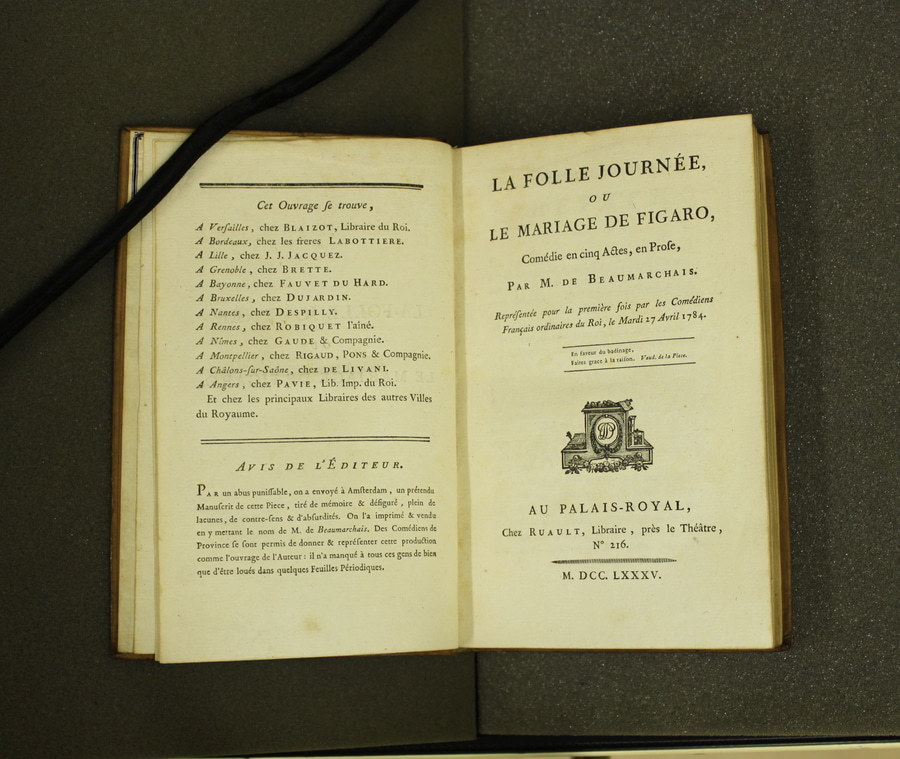 Cet Ouvrage ſe trouve,
A Verſailles, chez BLAIZOT, Libraire du Roi.
A Bordeaux, chez les freres LABOTTIERE.
A Lille, chez J. J. JACQUEZ.
A Grenoble, chez BRETTE.
A Bayonne, chez FAUVET DU HARD.
A Bruxelles, chez DUJARDIN.
A Nantes, chez DESPILLY.
A Rennes, chez ROBIQUET l'aîné.
A Nîmes, chez GAUDE & Compagnie.
A Montpellier, chez RIGAUD, PONS & Compagnie.
A Châlons-ſur-Saône, chez DE LIVANI.
A Angers, chez PAVIE, Lib. Imp. du Roi.
Et chez les principaux Libraires des autres Villes
du Royaume.
AVIS DE L'ÉDITEUR.
PAR un abus puniſſable, on a envoyé à Amſterdam, un prétendu
Manuſcrit de cette Piece, tiré de mémoire & défiguré, plein de
lacunes, de contre-ſens & d'abſurdités. On l'a imprimé & vendu
en y mettant le nom de M. de Beaumarchais. Des Comédiens de
Province ſe ſont permis de donner & repréſenter cette production
comme l'ouvrage de l'Auteur: il n'a manqué à tous ces gens de bien
que d'être loués dans quelques Feuilles Périodiques.
LA FOLLE JOURNÉE,
OU
LE MARIAGE DE FIGARO,
Comédie en cinq Actes, en Proſe,
PAR M. DE BEAUMARCHAIS.
Repréſentée pour la première fois par les Comédiens
Français ordinaires du Roi, le Mardi 27 Avril 1784.
En faveur du badinage,
Faites grace à la raiſon. Vaud. de la Piece.
AU PALAIS-ROYAL,
Chez RUAULT, Libraire, près le Théâtre,
N° 216.
M. DCC. LXXXV.